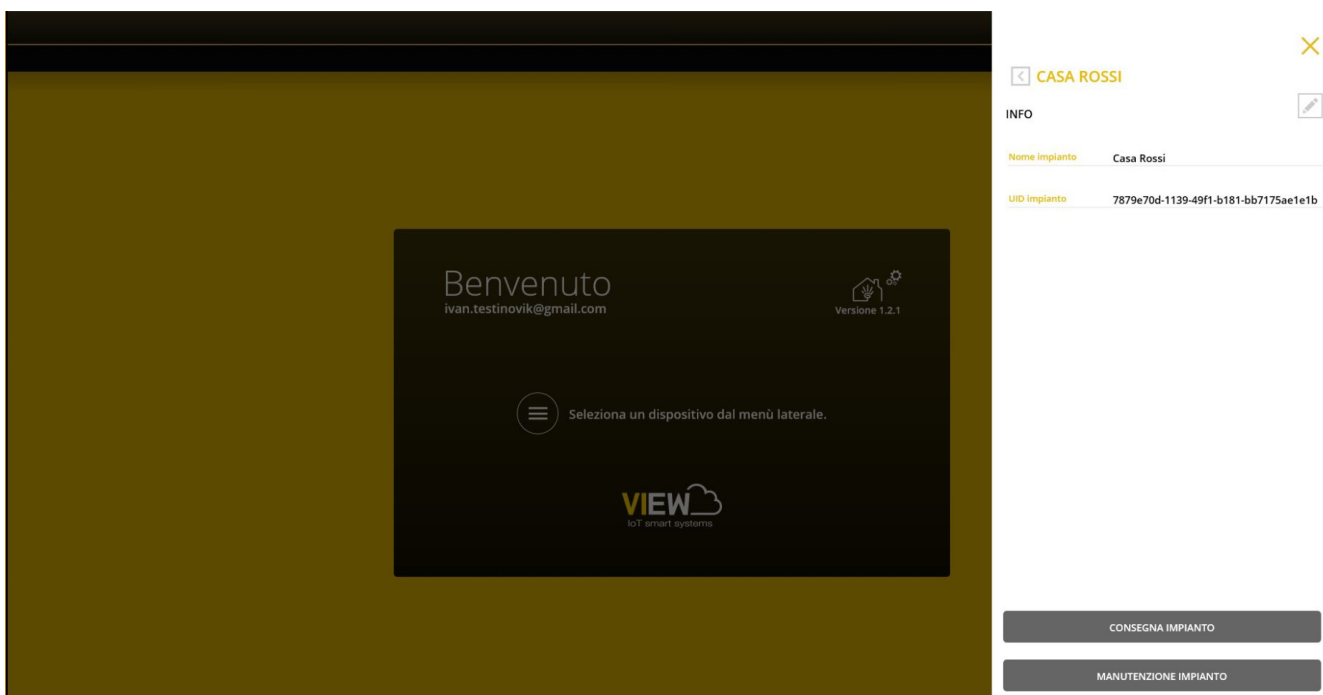 CASA ROSSI
INFO
Nome impianto Casa Rossi
UID impianto 7879e70d-1139-49f1-b181-bb7175ae1e1b
Benvenuto
ivan.testinovik@gmail.com
Versione 1.2.1
Seleziona un dispositivo dal menù laterale.
VIEW
IoT smart systems
CONSEGNA IMPIANTO
MANUTENZIONE IMPIANTO